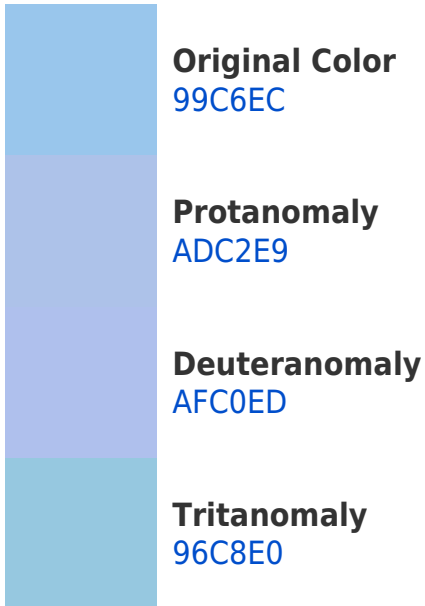 Original Color
99C6EC
Protanomaly
ADC2E9
Deuteranomaly
AFC0ED
Tritanomaly
96C8E0